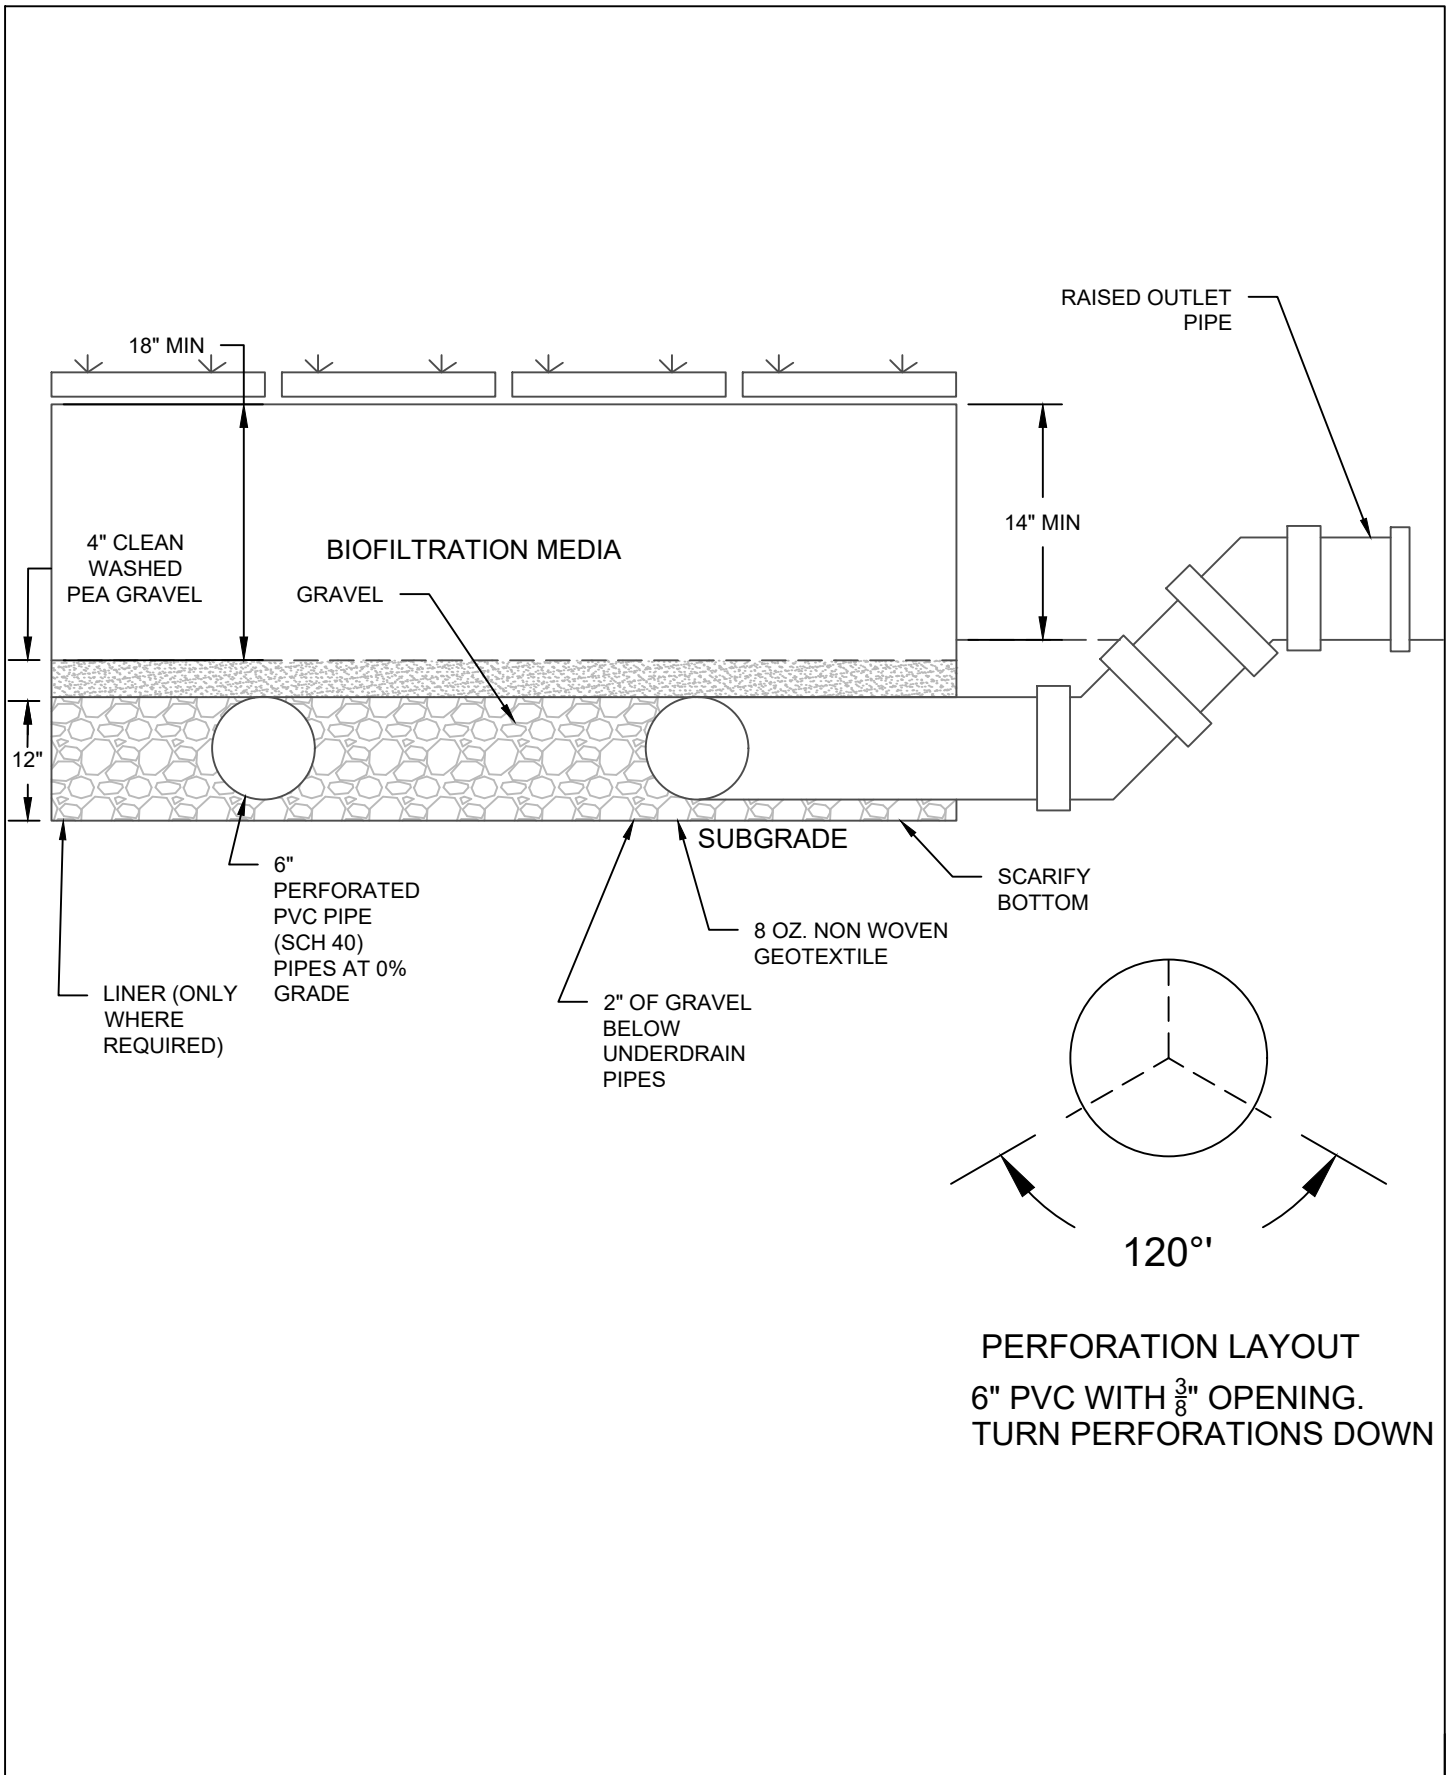 RAISED OUTLET
PIPE
18" MIN
14" MIN
4" CLEAN
WASHED
PEA GRAVEL
BIOFILTRATION MEDIA
GRAVEL
12"
SUBGRADE
6"
PERFORATED
PVC PIPE
(SCH 40)
PIPES AT 0%
GRADE
SCARIFY
BOTTOM
8 OZ. NON WOVEN
GEOTEXTILE
LINER (ONLY
WHERE
REQUIRED)
2" OF GRAVEL
BELOW
UNDERDRAIN
PIPES
120°'
PERFORATION LAYOUT
6" PVC WITH 3/8" OPENING.
TURN PERFORATIONS DOWN